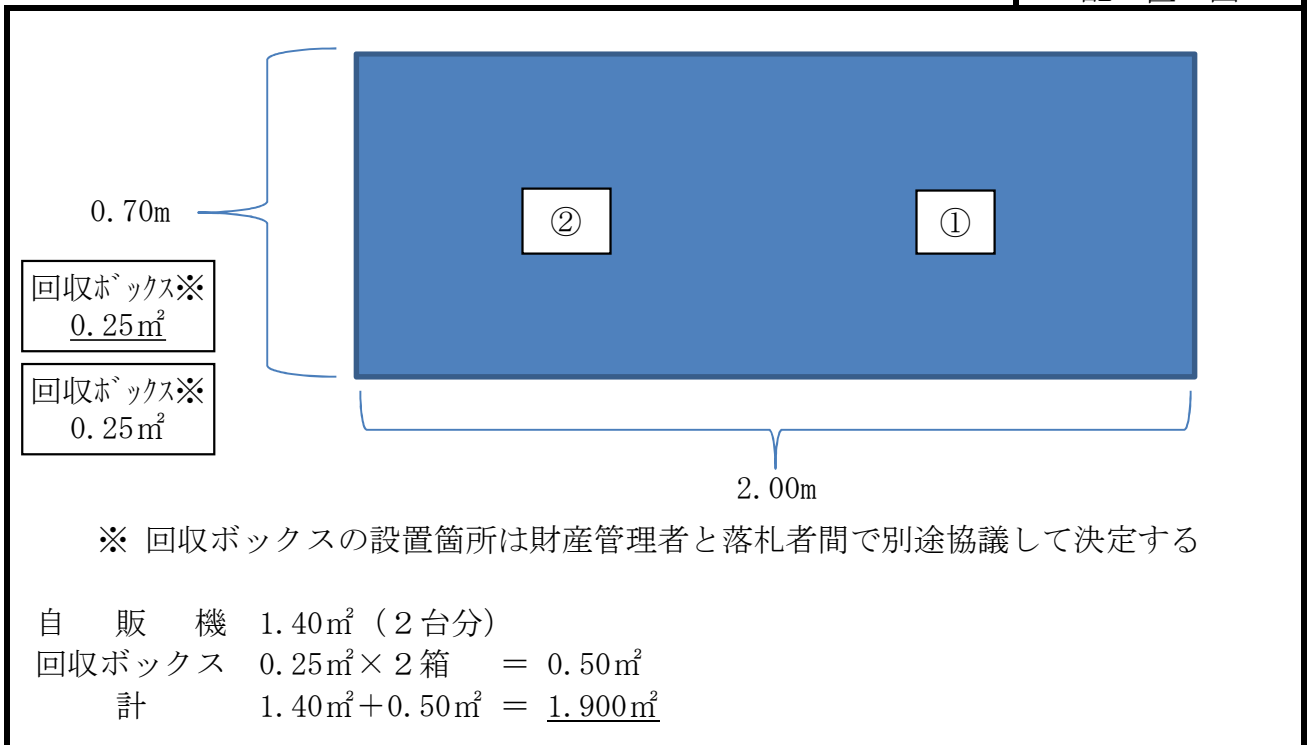 0.70m
②
①
回収ﾎﾞｯｸｽ※
0.25㎡
回収ﾎﾞｯｸｽ※
0.25㎡
2.00m
※ 回収ボックスの設置箇所は財産管理者と落札者間で別途協議して決定する
自 販 機 1.40㎡（２台分）
回収ボックス 0.25㎡×２箱 ＝ 0.50㎡
計 1.40㎡＋0.50㎡ ＝ 1.900㎡